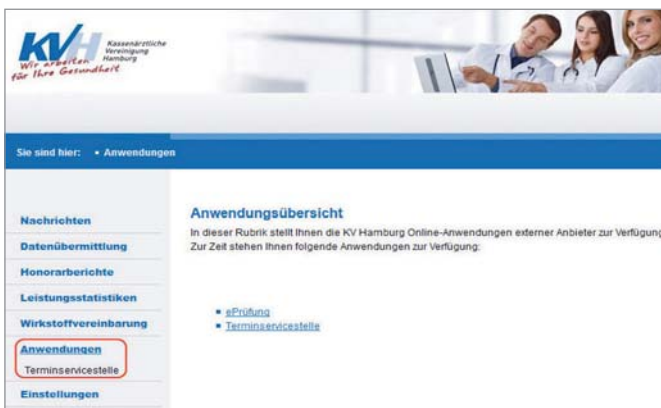 KVH
Kassenärztliche
Vereinigung
Hamburg
Wir arbeiten
für Ihre Gesundheit
Sie sind hier: • Anwendungen
Nachrichten
Datenübermittlung
Honorarberichte
Leistungsstatistiken
Wirkstoffvereinbarung
Anwendungen
Terminservicestelle
Einstellungen
Anwendungsübersicht
In dieser Rubrik stellt Ihnen die KV Hamburg Online-Anwendungen externer Anbieter zur Verfügung
Zur Zeit stehen Ihnen folgende Anwendungen zur Verfügung:
ePrüfung
Terminservicestelle